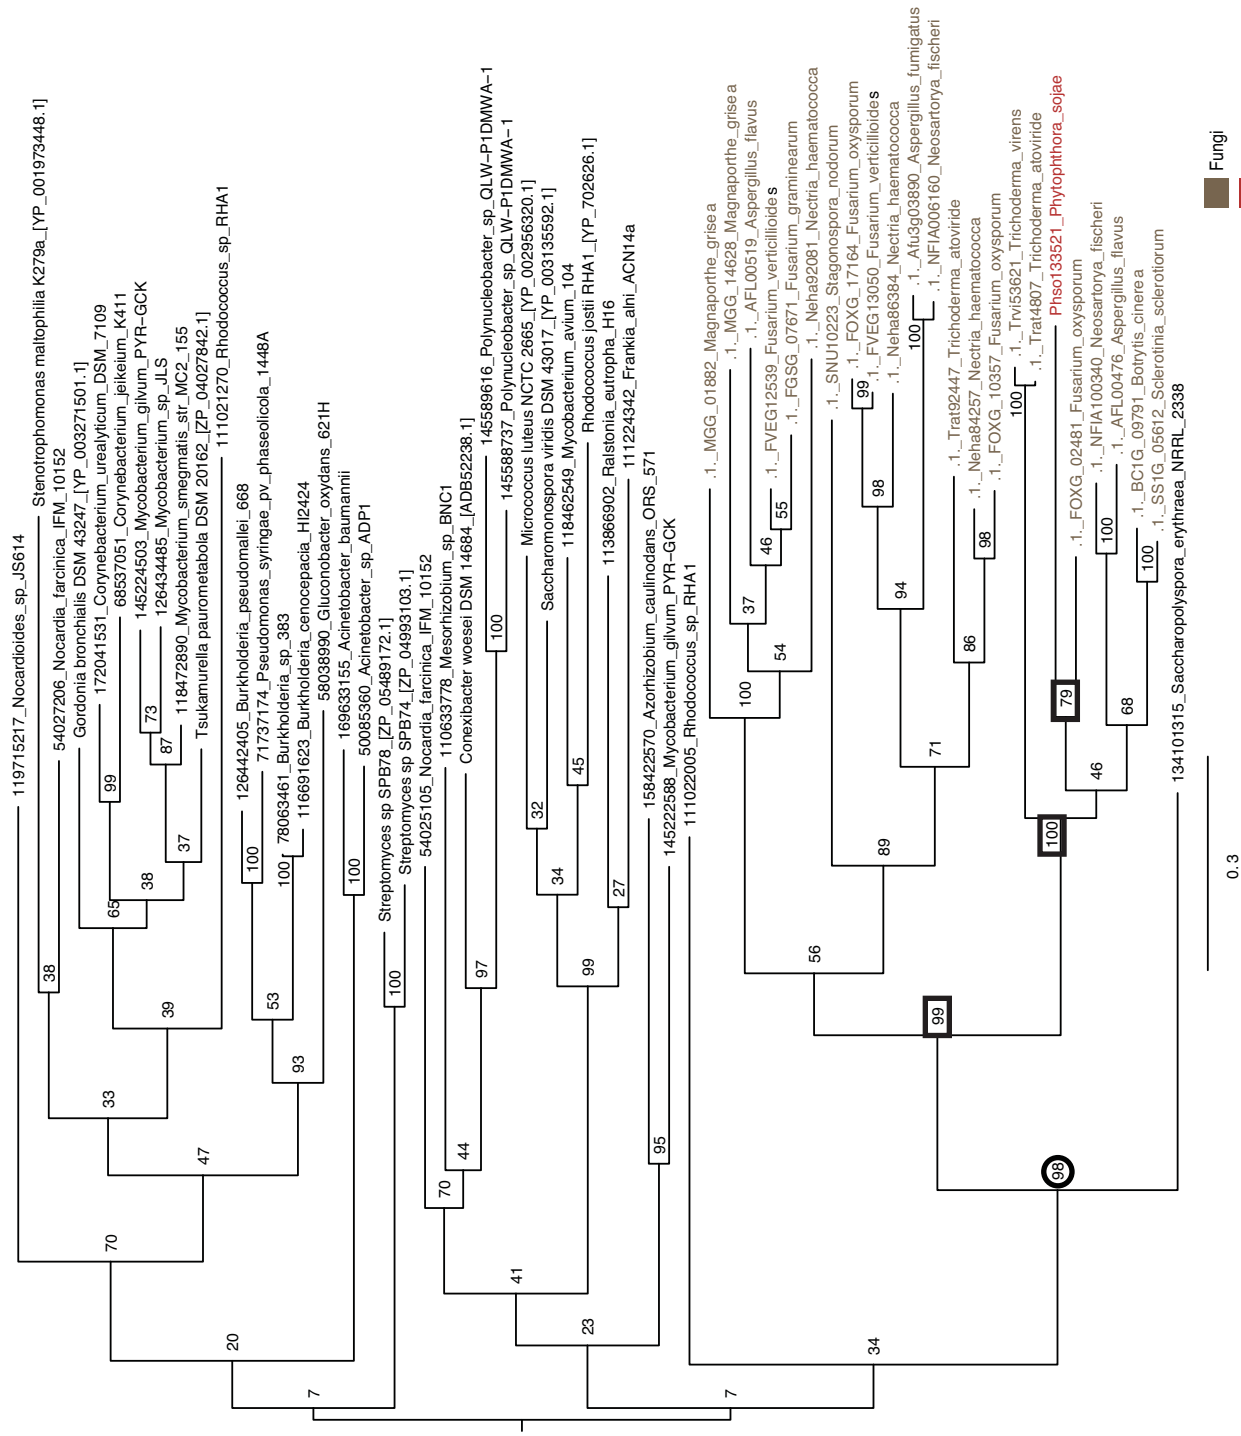 119715217_Nocardioides_sp_JS614
Stenotrophomonas maltophilia K279a_[YP_001973448.1]
54027206_Nocardia_farcinica_IFM_10152
38
Gordonia bronchialis DSM 43247_[YP_003271501.1]
172041531_Corynebacterium_urealyticum_DSM_7109
68537051_Corynebacterium_jeikeium_K411
99
145224503_Mycobacterium_gilvum_PYR-GCK
126434485_Mycobacterium_sp_JLS
73
118472890_Mycobacterium_smegmatis_str_MC2_155
87
Tsukamurella paurometabola DSM 20162_[ZP_04027842.1]
37
38
65
111021270_Rhodococcus_sp_RHA1
39
33
126442405_Burkholderia_pseudomallei_668
71737174_Pseudomonas_syringae_pv_phaseolicola_1448A
100
78063461_Burkholderia_sp_383
116691623_Burkholderia_cenocepacia_HI2424
100
53
58038990_Gluconobacter_oxydans_621H
93
47
70
169633155_Acinetobacter_baumannii
50085360_Acinetobacter_sp_ADP1
100
20
Streptomyces sp SPB78_[ZP_05489172.1]
Streptomyces sp SPB74_[ZP_04993103.1]
100
7
54025105_Nocardia_farcinica_IFM_10152
110633778_Mesorhizobium_sp_BNC1
Conexibacter woesei DSM 14684_[ADB52238.1]
145589616_Polynucleobacter_sp_QLW-P1DMWA-1
145588737_Polynucleobacter_sp_QLW-P1DMWA-1
100
97
44
70
Micrococcus luteus NCTC 2665_[YP_002956320.1]
Saccharomonospora viridis DSM 43017_[YP_003135592.1]
32
118462549_Mycobacterium_avium_104
Rhodococcus jostii RHA1_[YP_702626.1]
45
34
113866902_Ralstonia_eutropha_H16
111224342_Frankia_alni_ACN14a
27
99
41
158422570_Azorhizobium_caulinodans_ORS_571
145222588_Mycobacterium_gilvum_PYR-GCK
95
23
7
111022005_Rhodococcus_sp_RHA1
34
.1._MGG_01882_Magnaporthe_grisea
.1._MGG_14628_Magnaporthe_grisea
.1._AFL00519_Aspergillus_flavus
.1._FVEG12539_Fusarium_verticillioides
.1._FGSG_07671_Fusarium_graminearum
55
46
37
.1._Neha92081_Nectria_haematococca
54
100
.1._SNU10223_Stagonospora_nodorum
.1._FOXG_17164_Fusarium_oxysporum
.1._FVEG13050_Fusarium_verticillioides
99
.1._Neha86384_Nectria_haematococca
98
.1._Afu3g03890_Aspergillus_fumigatus
.1._NFIA006160_Neosartorya_fischeri
100
94
.1._Trat92447_Trichoderma_atoviride
.1._Neha84257_Nectria_haematococca
.1._FOXG_10357_Fusarium_oxysporum
98
86
71
89
56
.1._Trvi53621_Trichoderma_virens
.1._Trat4807_Trichoderma_atoviride
100
Phso133521_Phytophthora_sojae
.1._FOXG_02481_Fusarium_oxysporum
79
.1._NFIA100340_Neosartorya_fischeri
.1._AFL00476_Aspergillus_flavus
100
.1._BC1G_09791_Botrytis_cinerea
.1._SS1G_05612_Sclerotinia_sclerotiorum
100
68
46
100
99
134101315_Saccharopolyspora_erythraea_NRRL_2338
98
0.3
Fungi